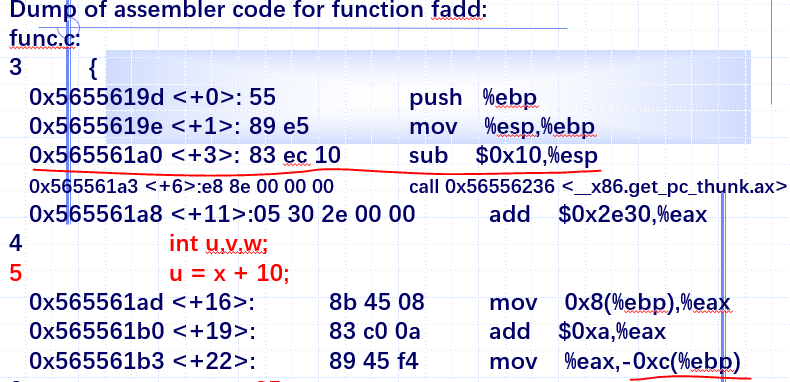 Dump of assembler code for function fadd:
func.c:
3 {
0x5655619d <+0>: 55 push %ebp
0x5655619e <+1>: 89 e5 mov %esp,%ebp
0x565561a0 <+3>: 83 ec 10 sub $0x10,%esp
0x565561a3 <+6>:e8 8e 00 00 00 call 0x56556236 <__x86.get_pc_thunk.ax>
0x565561a8 <+11>:05 30 2e 00 00 add $0x2e30,%eax
4 int u,v,w;
5 u = x + 10;
0x565561ad <+16>: 8b 45 08 mov 0x8(%ebp),%eax
0x565561b0 <+19>: 83 c0 0a add $0xa,%eax
0x565561b3 <+22>: 89 45 f4 mov %eax,-0xc(%ebp)